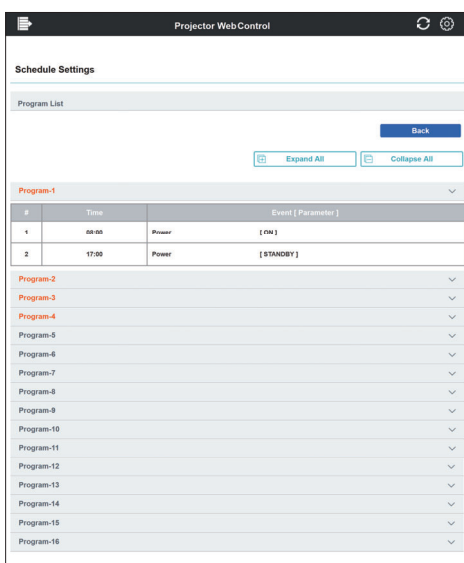 Projector Web Control
Schedule Settings
Program List
Back
Expand All Collapse All
Program-1
# Time Event [ Parameter ]
1 08:00 Power [ ON ]
2 17:00 Power [ STANDBY ]
Program-2
Program-3
Program-4
Program-5
Program-6
Program-7
Program-8
Program-9
Program-10
Program-11
Program-12
Program-13
Program-14
Program-15
Program-16